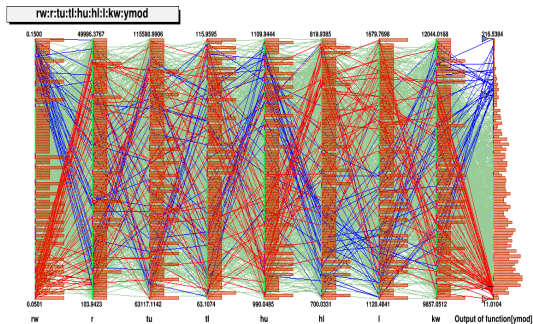 rw:r:tu:tl:hu:hl:l:kw:ymod
0.1500 49996.3767 115590.9906 115.9595 1109.9444 819.9385 1679.7698 12044.0168 216.5364
0.0501 103.9423 63117.1142 63.1074 990.0485 700.0331 1120.4841 9857.0512 11.0104
rw r tu tl hu hl l kw Output of function[ymod]